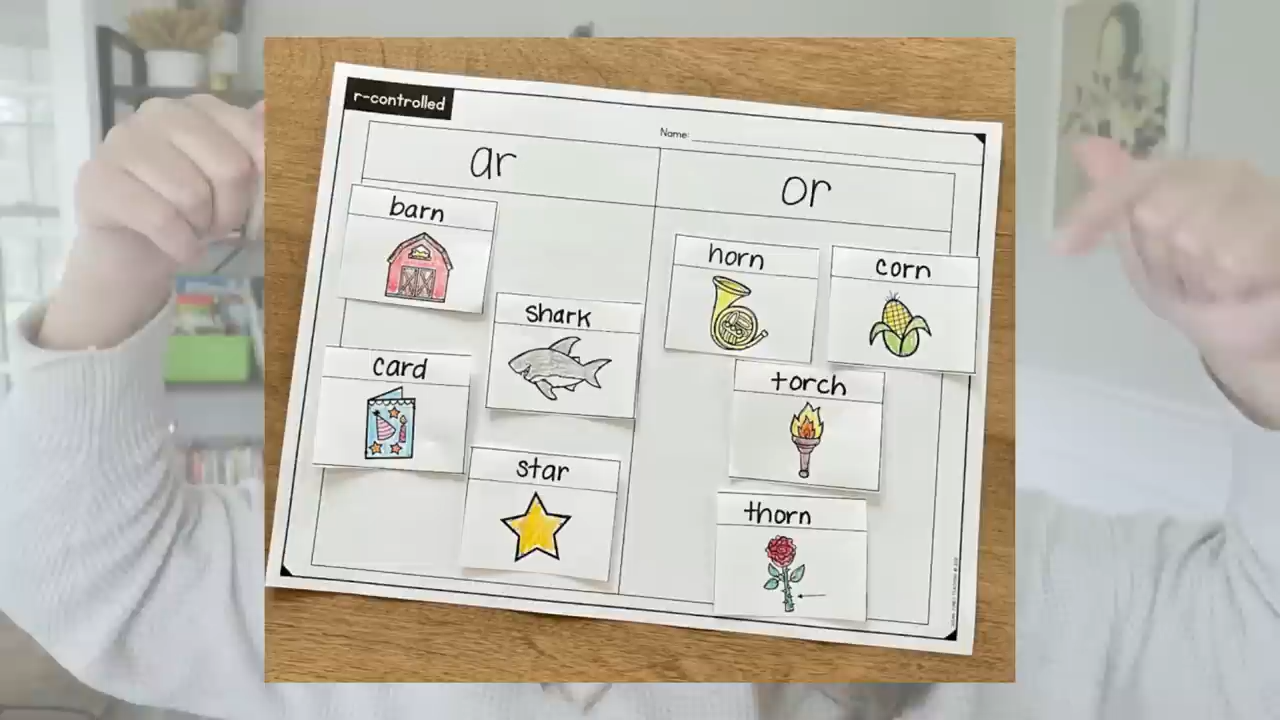 r-controlled
Name:
ar
or
barn
shark
card
star
horn
corn
torch
thorn